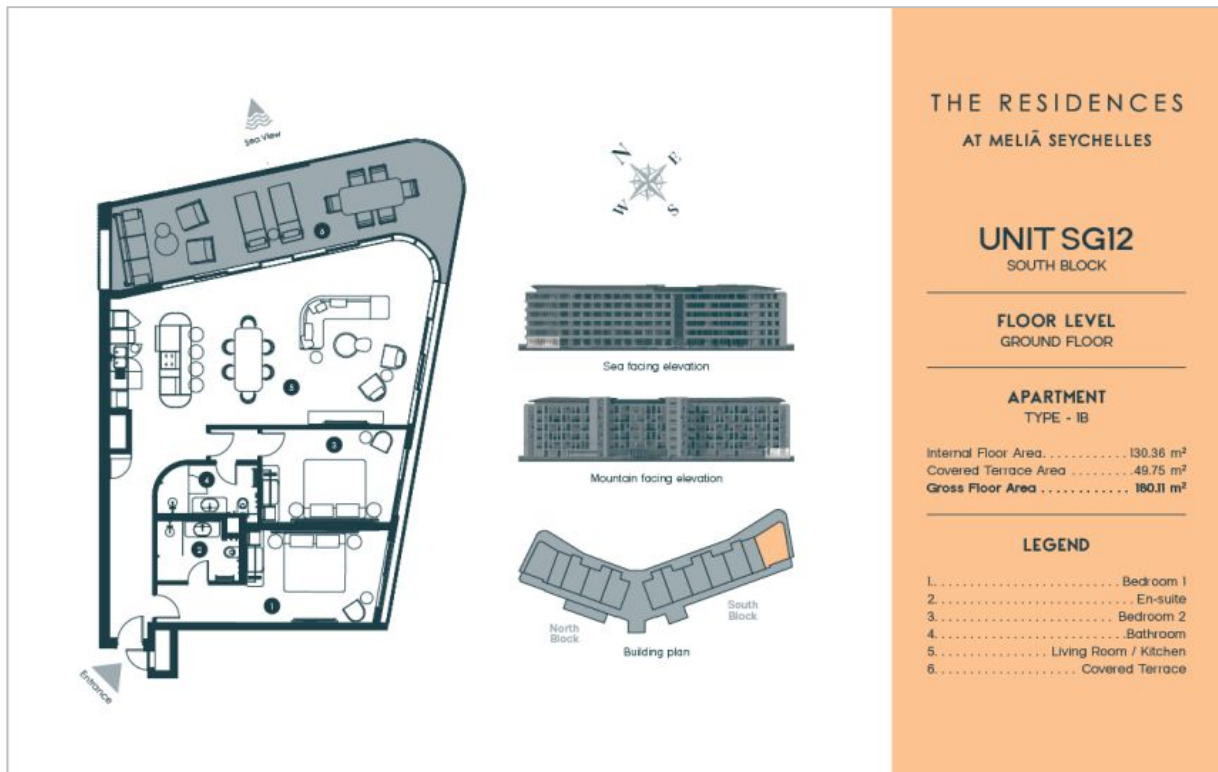 Sea View
6
5
3
4
2
1
Entrance
N
E
W
S
Sea facing elevation
Mountain facing elevation
North
Block
South
Block
Building plan
THE RESIDENCES
AT MELIÃ SEYCHELLES
UNIT SG12
SOUTH BLOCK
FLOOR LEVEL
GROUND FLOOR
APARTMENT
TYPE - 1B
Internal Floor Area. . . . . . . . . . . .130.36 m²
Covered Terrace Area . . . . . . . . .49.75 m²
Gross Floor Area . . . . . . . . . . . . 180.11 m²
LEGEND
1. . . . . . . . . . . . . . . . . . . . . . . . . Bedroom 1
2. . . . . . . . . . . . . . . . . . . . . . . . . . En-suite
3. . . . . . . . . . . . . . . . . . . . . . . . Bedroom 2
4. . . . . . . . . . . . . . . . . . . . . . . . .Bathroom
5. . . . . . . . . . . . . . . . Living Room / Kitchen
6. . . . . . . . . . . . . . . . . . . . Covered Terrace